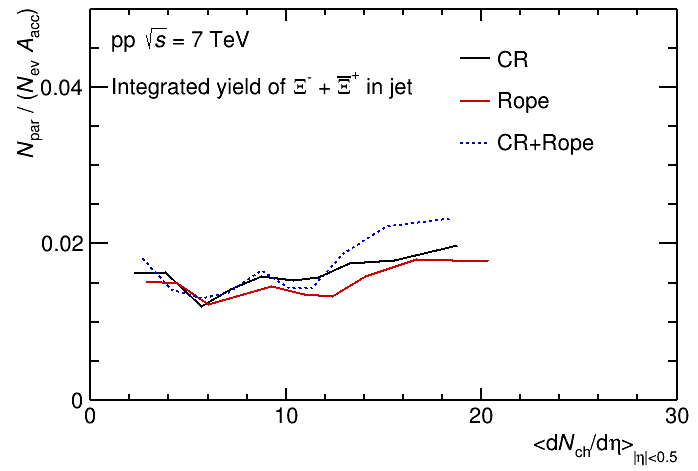 N_par / (N_ev A_acc)
pp √s = 7 TeV
Integrated yield of Ξ⁻ + Ξ̅⁺ in jet
CR
Rope
CR+Rope
0.04
0.02
0
0 10 20 30
<dN_ch/dη>_|η|<0.5